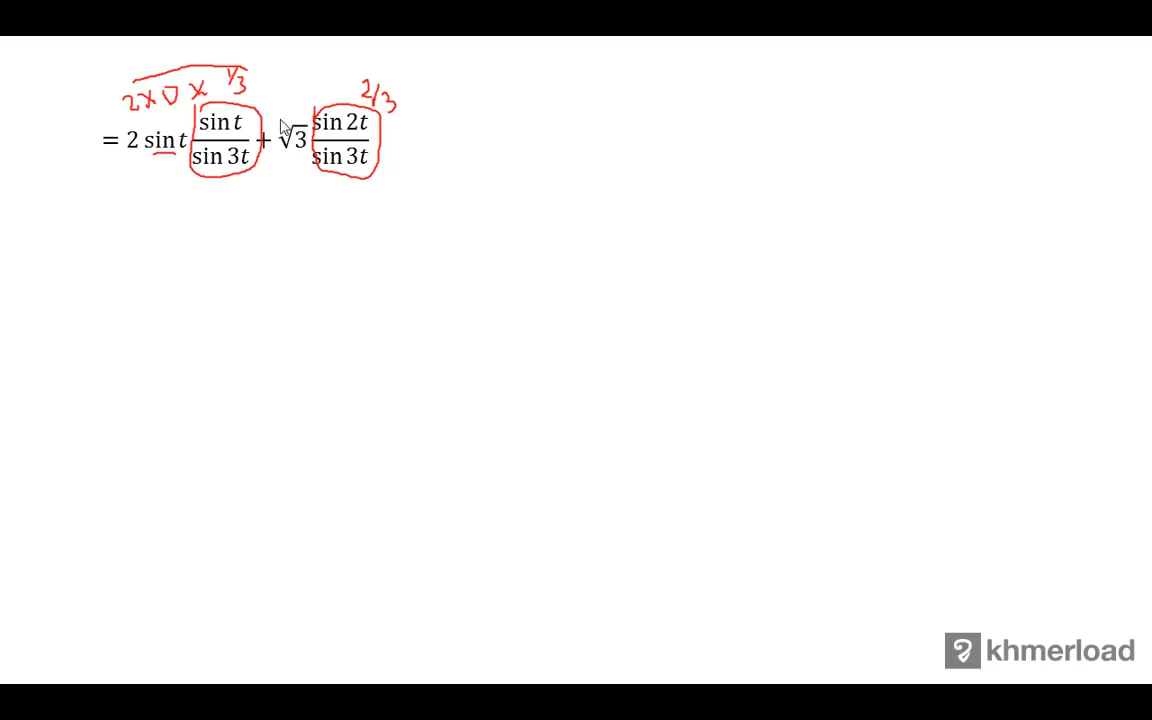 2 × 0 × 1/3
2/3
= 2 sin t sin t / sin 3t + √3 sin 2t / sin 3t
khmerload